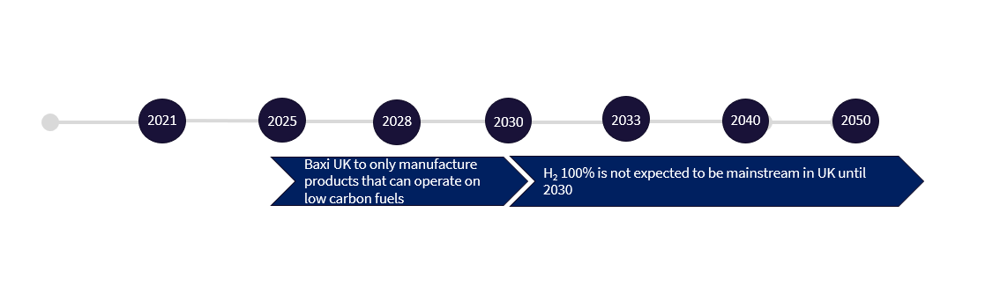 2021
2025
2028
2030
2033
2040
2050
Baxi UK to only manufacture
products that can operate on
low carbon fuels
H₂ 100% is not expected to be mainstream in UK until
2030